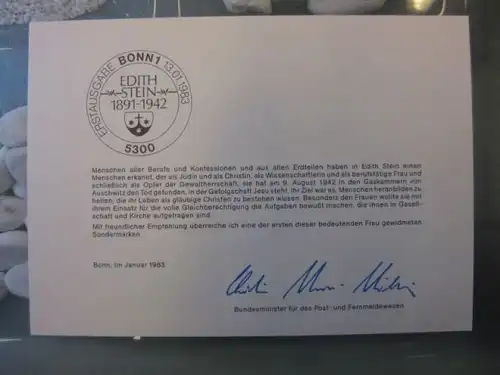 ERSTAUSGABE BONN 1 13.01.1983
EDITH
STEIN
1891-1942
5300
Menschen aller Berufe und Konfessionen und aus allen Erdteilen haben in Edith Stein einen
Menschen erkannt, der als Jüdin und als Christin, als Wissenschaftlerin und als berufstätige Frau und
schließlich als Opfer der Gewaltherrschaft, sie hat am 9. August 1942 in den Gaskammern von
Auschwitz den Tod gefunden, in der Gefolgschaft Jesu steht. Ihr Ziel war es, Menschen heranbilden zu
helfen, die ihr Leben als gläubige Christen zu bestehen wissen. Besonders den Frauen wollte sie mit
ihrem Einsatz für die volle Gleichberechtigung die Aufgaben bewußt machen, die ihnen in Gesell-
schaft und Kirche aufgetragen sind.
Mit freundlicher Empfehlung überreiche ich eine der ersten dieser bedeutenden Frau gewidmeten
Sondermarken
Bonn, im Januar 1983
Bundesminister für das Post- und Fernmeldewesen